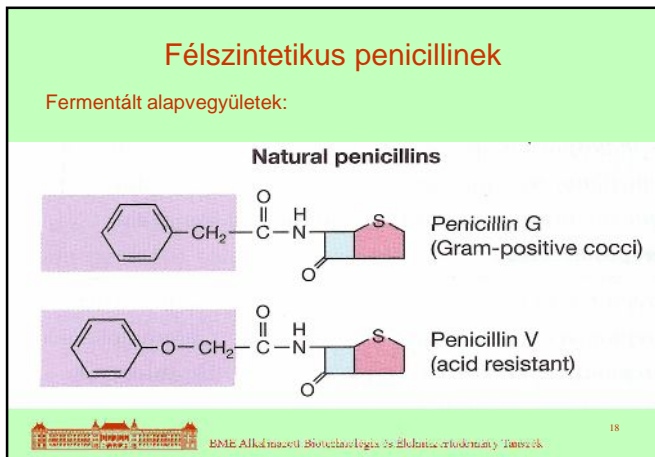 Félszintetikus penicillinek
Fermentált alapvegyületek:
Natural penicillins
O
H
S
CH2 C N
Penicillin G
(Gram-positive cocci)
O
O
H
S
O CH2 C N
Penicillin V
(acid resistant)
O
18
BME Alkalmazott Biotechnológia és Élelmiszertudomány Tanszék